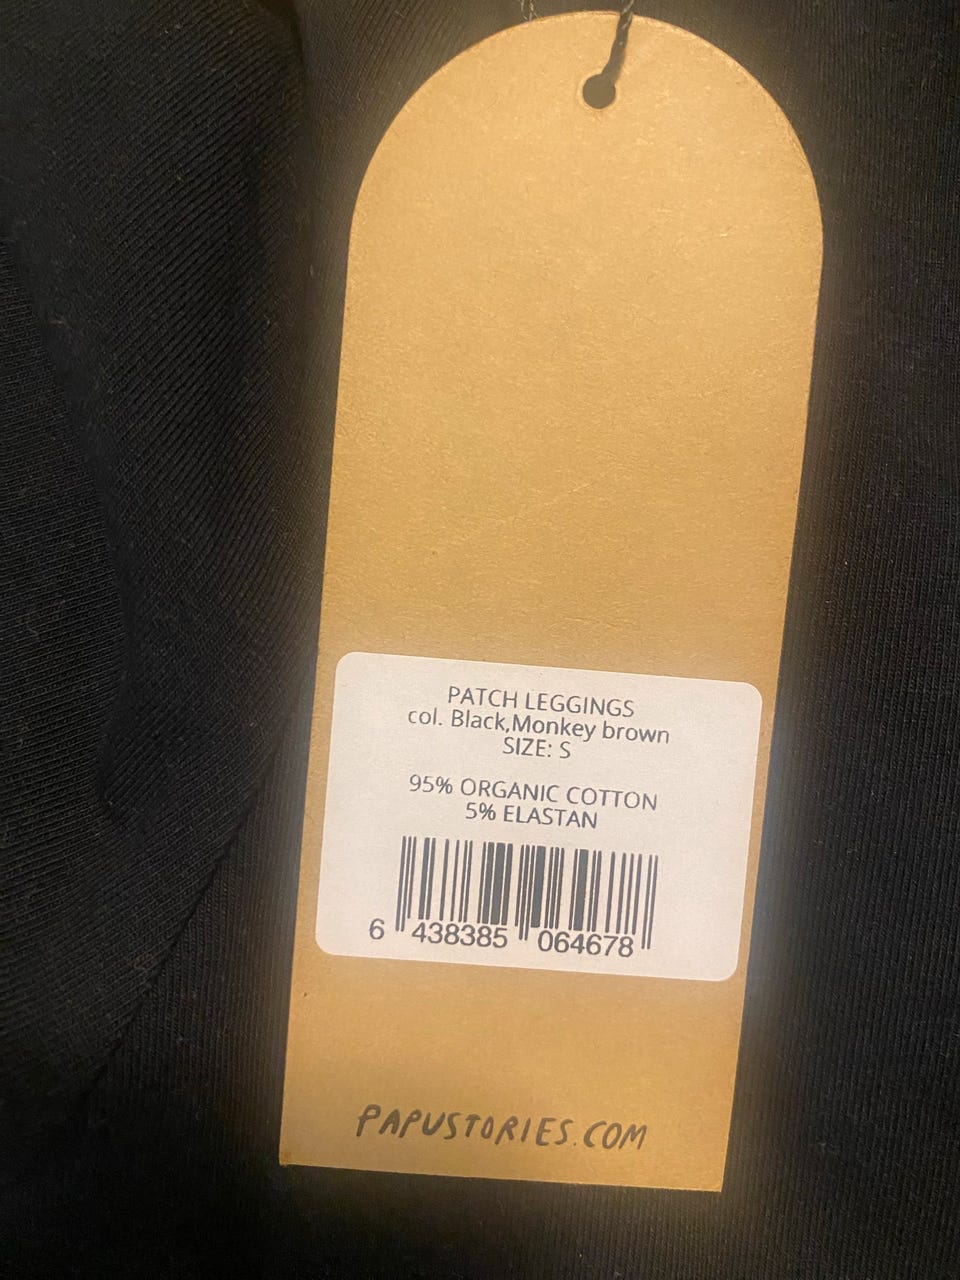 PATCH LEGGINGS
col. Black,Monkey brown
SIZE: S
95% ORGANIC COTTON
5% ELASTAN
6 438385 064678
PAPUSTORIES.COM